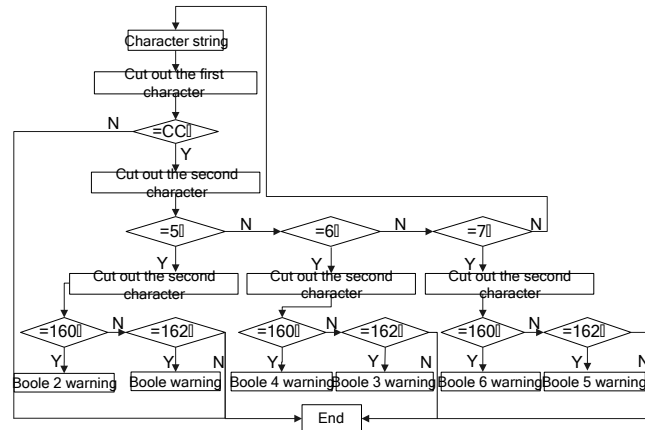 Character string
Cut out the first
character
N
=CC▯
Y
Cut out the second
character
=5▯
N
=6▯
N
=7▯
N
Y
Y
Y
Cut out the second
character
Cut out the second
character
Cut out the second
character
=160▯
N
=162▯
=160▯
N
=162▯
=160▯
N
=162▯
Y
Y
N
Y
Y
N
Y
Y
N
Boole 2 warning
Boole warning
Boole 4 warning
Boole 3 warning
Boole 6 warning
Boole 5 warning
End